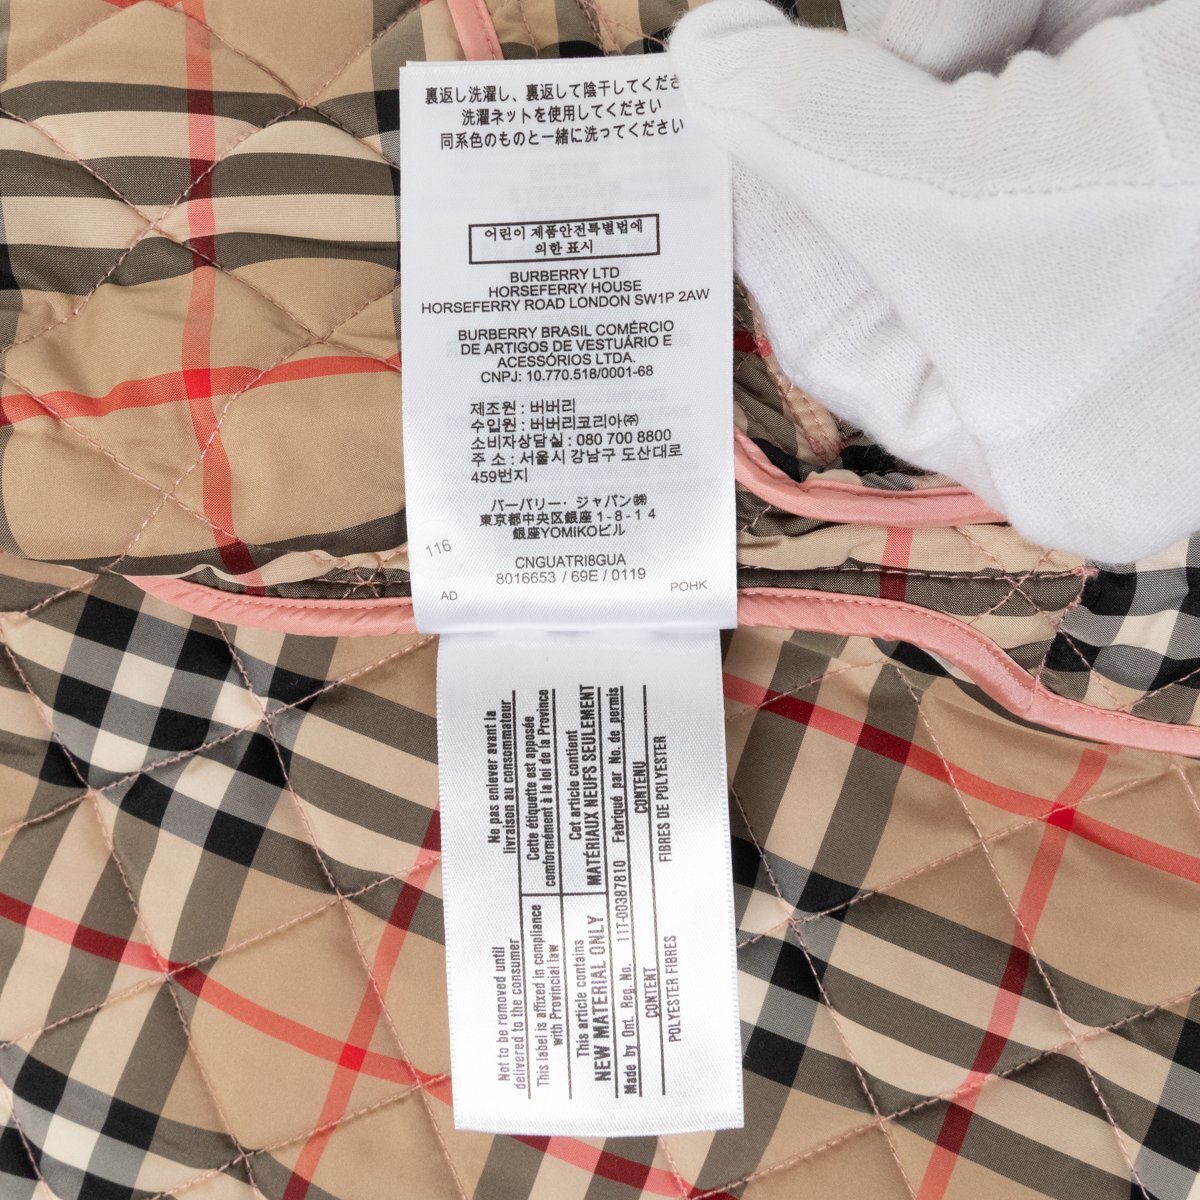 裏返し洗濯し、裏返して陰干してくださ
洗濯ネットを使用してください
同系色のものと一緒に洗ってください
어린이 제품안전특별법에
의한 표시
BURBERRY LTD
HORSEFERRY HOUSE
HORSEFERRY ROAD LONDON SW1P 2AW
BURBERRY BRASIL COMÉRCIO
DE ARTIGOS DE VESTUÁRIO E
ACESSÓRIOS LTDA.
CNPJ: 10.770.518/0001-68
제조원 : 버버리
수입원 : 버버리코리아㈜
소비자상담실 : 080 700 8800
주 소 : 서울시 강남구 도산대로
459번지
バーバリー・ジャパン㈱
東京都中央区銀座 1-8-14
銀座YOMIKOビル
116
CNGUATRI8GUA
8016653 / 69E / 0119
AD
POHK
Not to be removed until
delivered to the consumer
Ne pas enlever avant la
livraison au consommateur
This label is affixed in compliance
with Provincial law
Cette étiquette est apposée
conformément à la loi de la Province
This article contains
NEW MATERIAL ONLY
Cet article contient
MATÉRIAUX NEUFS SEULEMENT
Made by Ont. Reg. No. 11T-00387810 Fabriqué par No. de permis
CONTENT
CONTENU
POLYESTER FIBRES
FIBRES DE POLYESTER